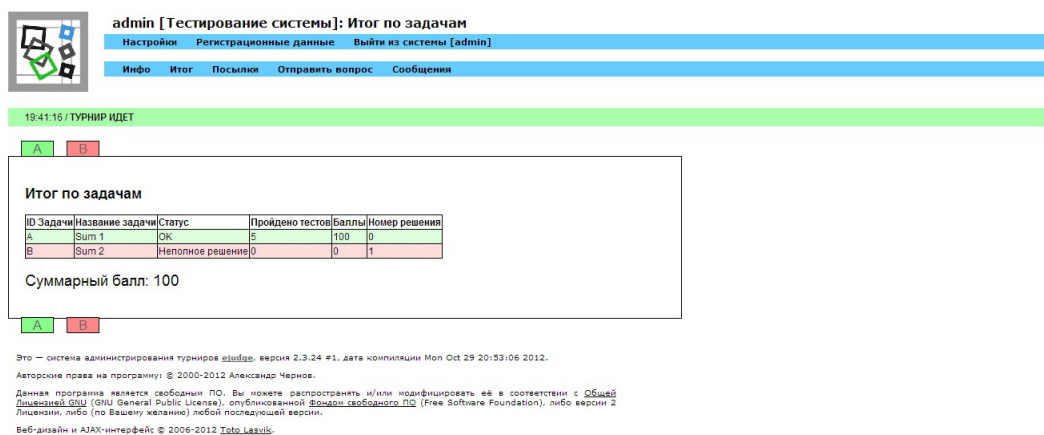 admin [Тестирование системы]: Итог по задачам
Настройки Регистрационные данные Выйти из системы [admin]
Инфо Итог Посылки Отправить вопрос Сообщения
19:41:16 / ТУРНИР ИДЕТ
A B
Итог по задачам
ID Задачи Название задачи Статус Пройдено тестов Баллы Номер решения
A Sum 1 OK 5 100 0
B Sum 2 Неполное решение 0 0 1
Суммарный балл: 100
A B
Это — система администрирования турниров ejudge, версия 2.3.24 #1, дата компиляции Mon Oct 29 20:53:06 2012.
Авторские права на программу: © 2000-2012 Александр Чернов.
Данная программа является свободным ПО. Вы можете распространять и/или модифицировать её в соответствии с Общей
Лицензией GNU (GNU General Public License), опубликованной Фондом свободного ПО (Free Software Foundation), либо версии 2
Лицензии, либо (по Вашему желанию) любой последующей версии.
Веб-дизайн и AJAX-интерфейс © 2006-2012 Toto Lasvik.